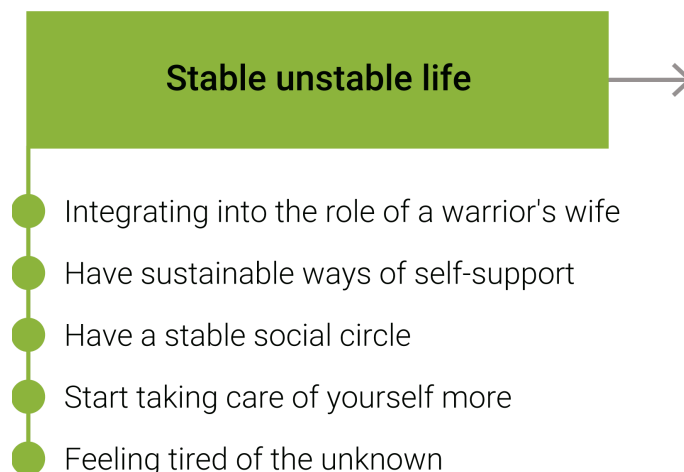 Stable unstable life
Integrating into the role of a warrior's wife
Have sustainable ways of self-support
Have a stable social circle
Start taking care of yourself more
Feeling tired of the unknown